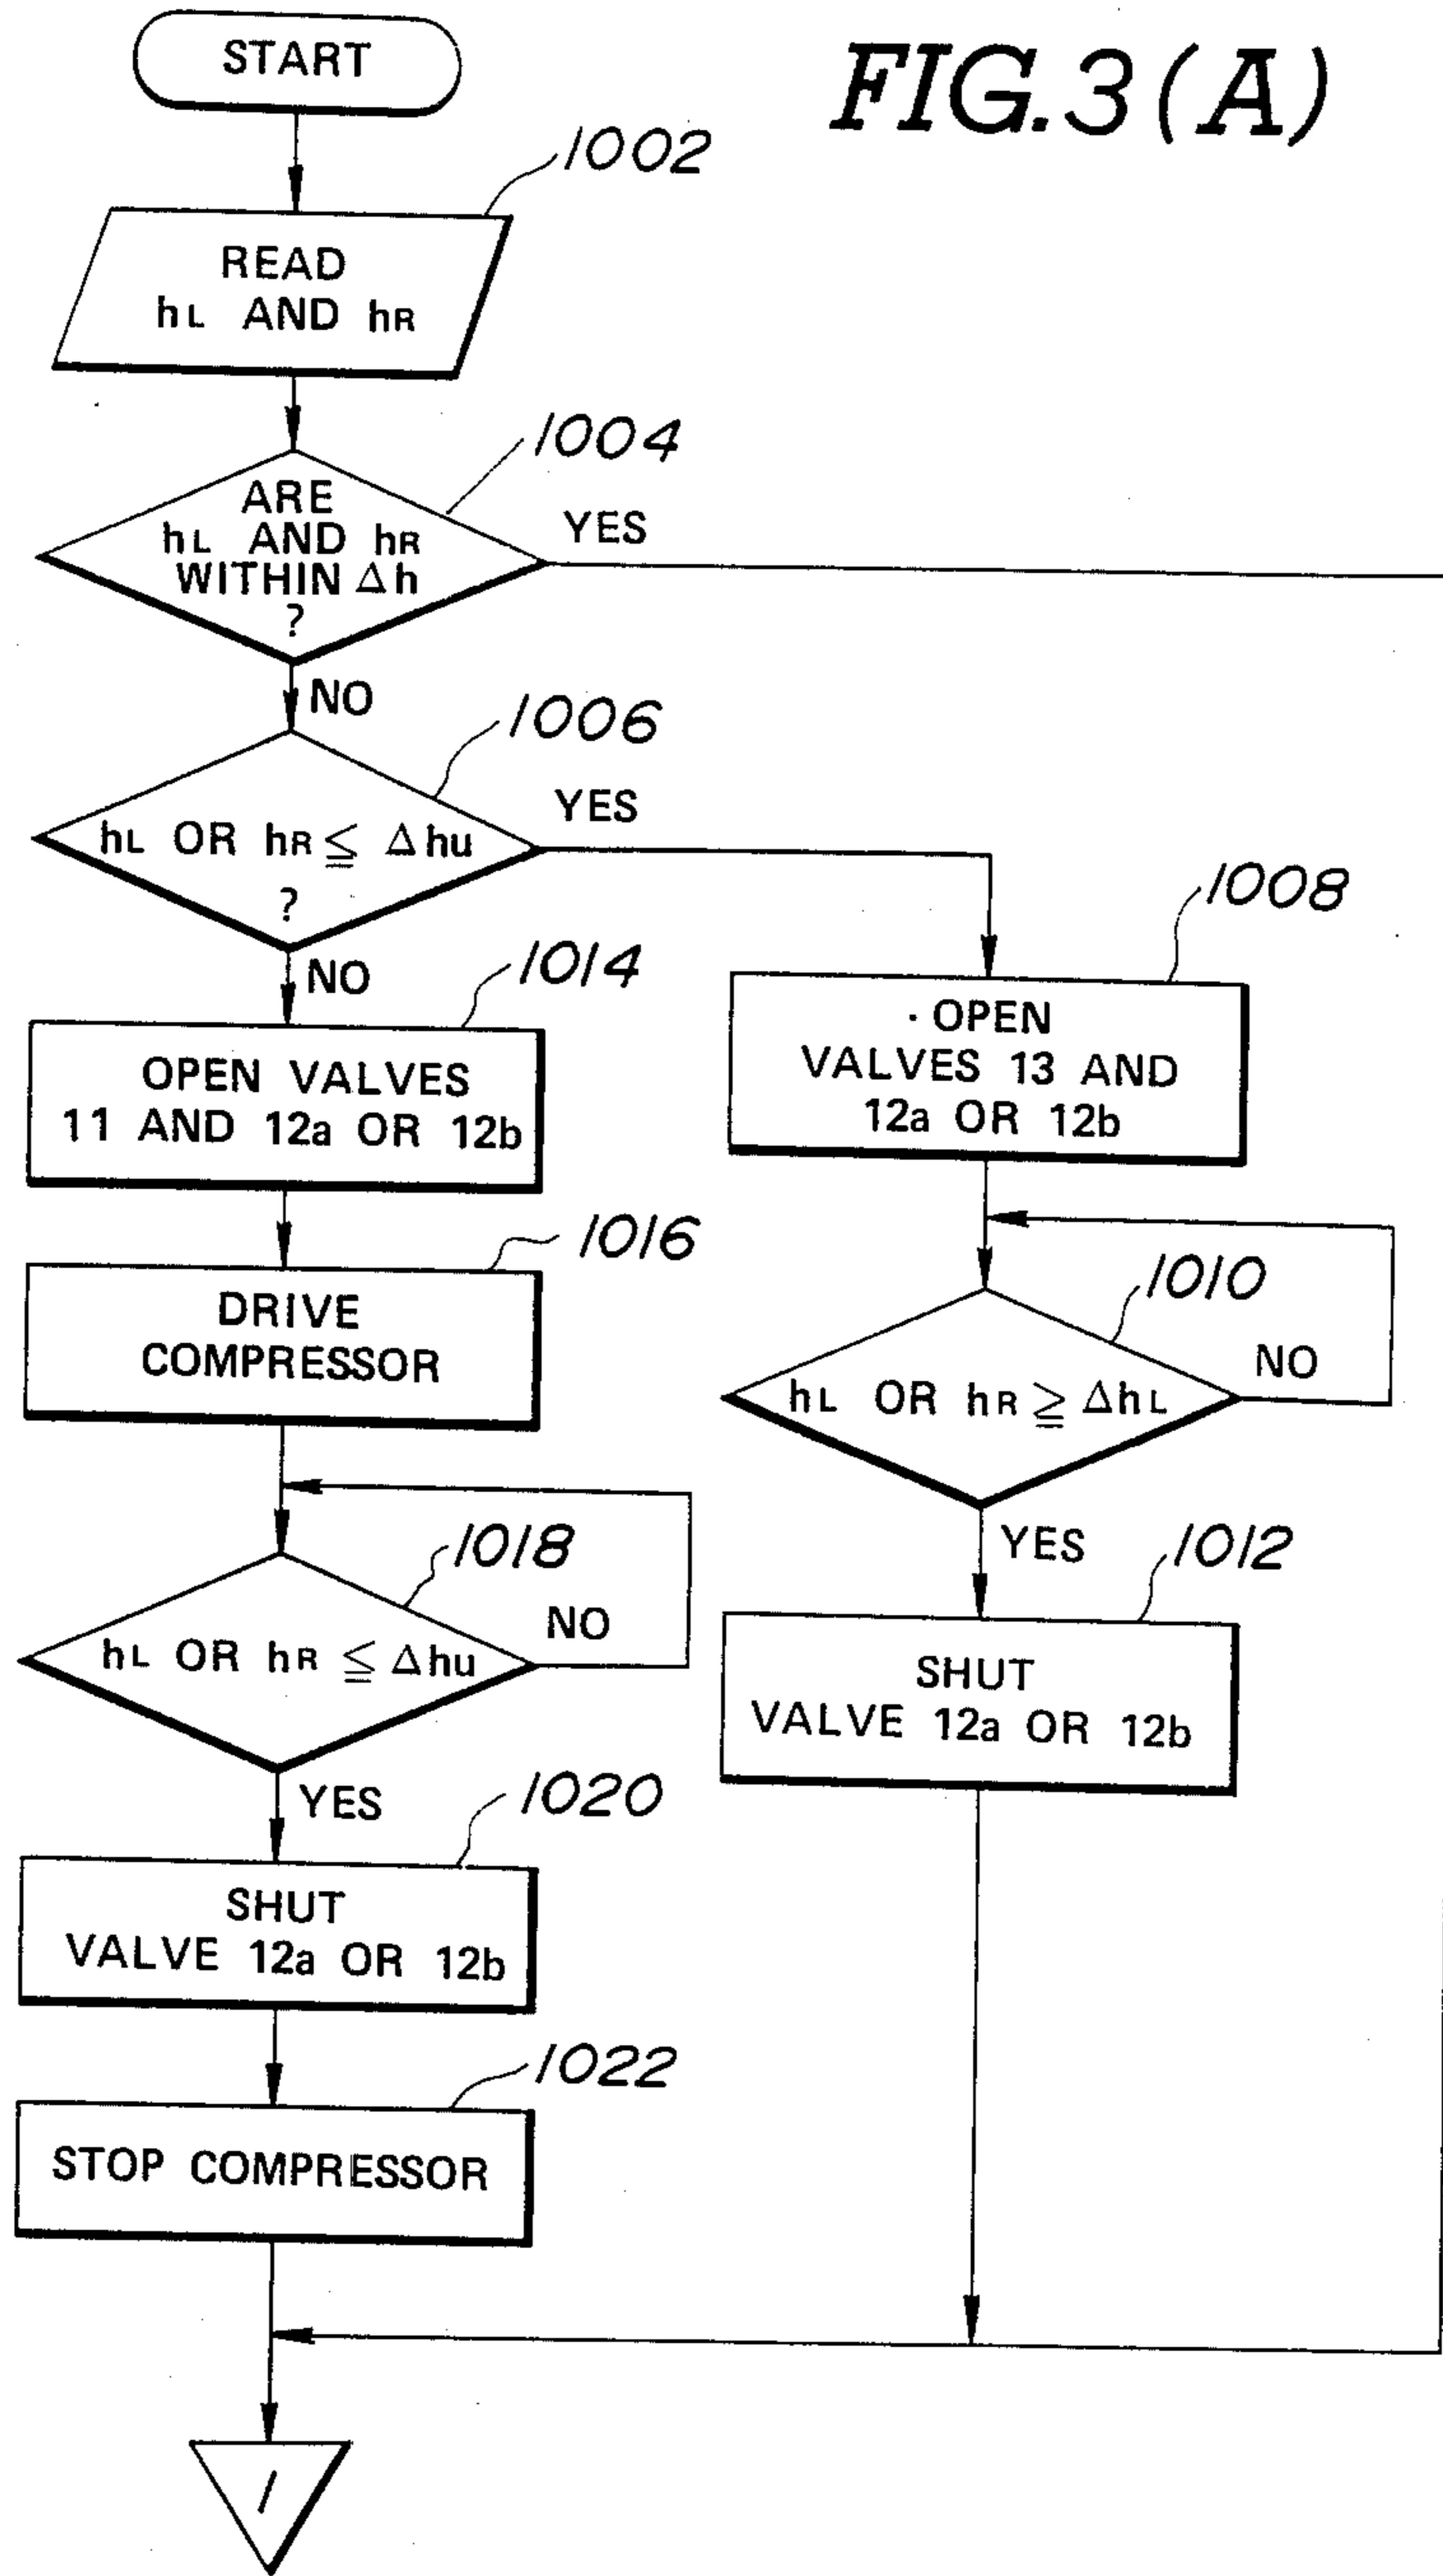 FIG.3(A)
START
1002
READ
hL AND hR
1004
ARE
hL AND hR
WITHIN Δh
?
YES
NO
1006
hL OR hR ≦ Δhu
?
YES
NO
1008
· OPEN
VALVES 13 AND
12a OR 12b
1014
OPEN VALVES
11 AND 12a OR 12b
1016
DRIVE
COMPRESSOR
1010
hL OR hR ≧ ΔhL
NO
YES
1018
hL OR hR ≦ Δhu
NO
YES
1012
SHUT
VALVE 12a OR 12b
1020
SHUT
VALVE 12a OR 12b
1022
STOP COMPRESSOR
1